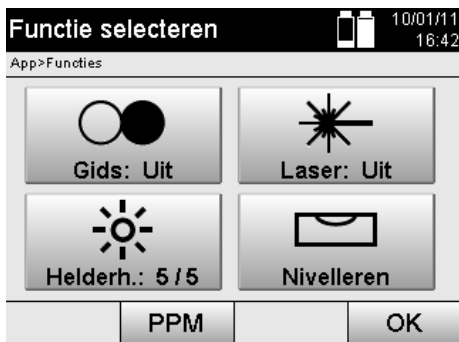 Functie selecteren
10/01/11
16:42
App>Functies
Gids: Uit
Laser: Uit
Helderh.: 5/5
Nivelleren
PPM
OK